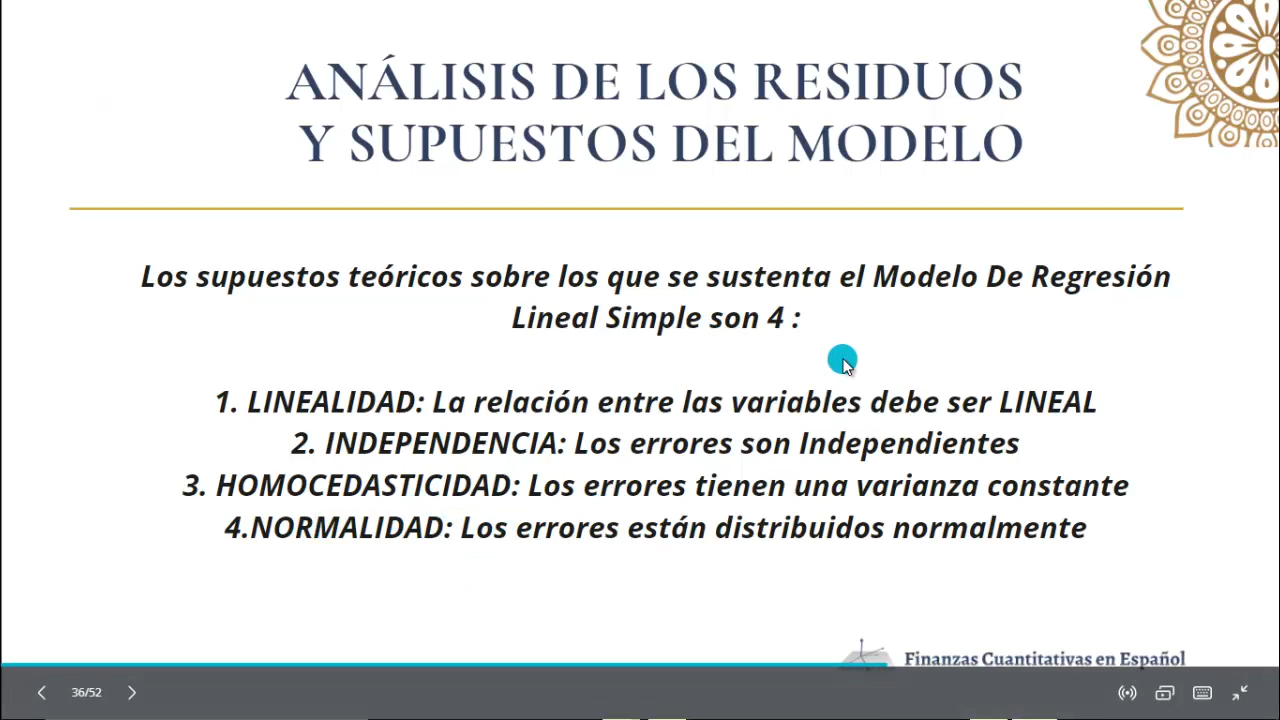 ANÁLISIS DE LOS RESIDUOS
Y SUPUESTOS DEL MODELO
Los supuestos teóricos sobre los que se sustenta el Modelo De Regresión
Lineal Simple son 4 :
1. LINEALIDAD: La relación entre las variables debe ser LINEAL
2. INDEPENDENCIA: Los errores son Independientes
3. HOMOCEDASTICIDAD: Los errores tienen una varianza constante
4.NORMALIDAD: Los errores están distribuidos normalmente
Finanzas Cuantitativas en Español
36/52